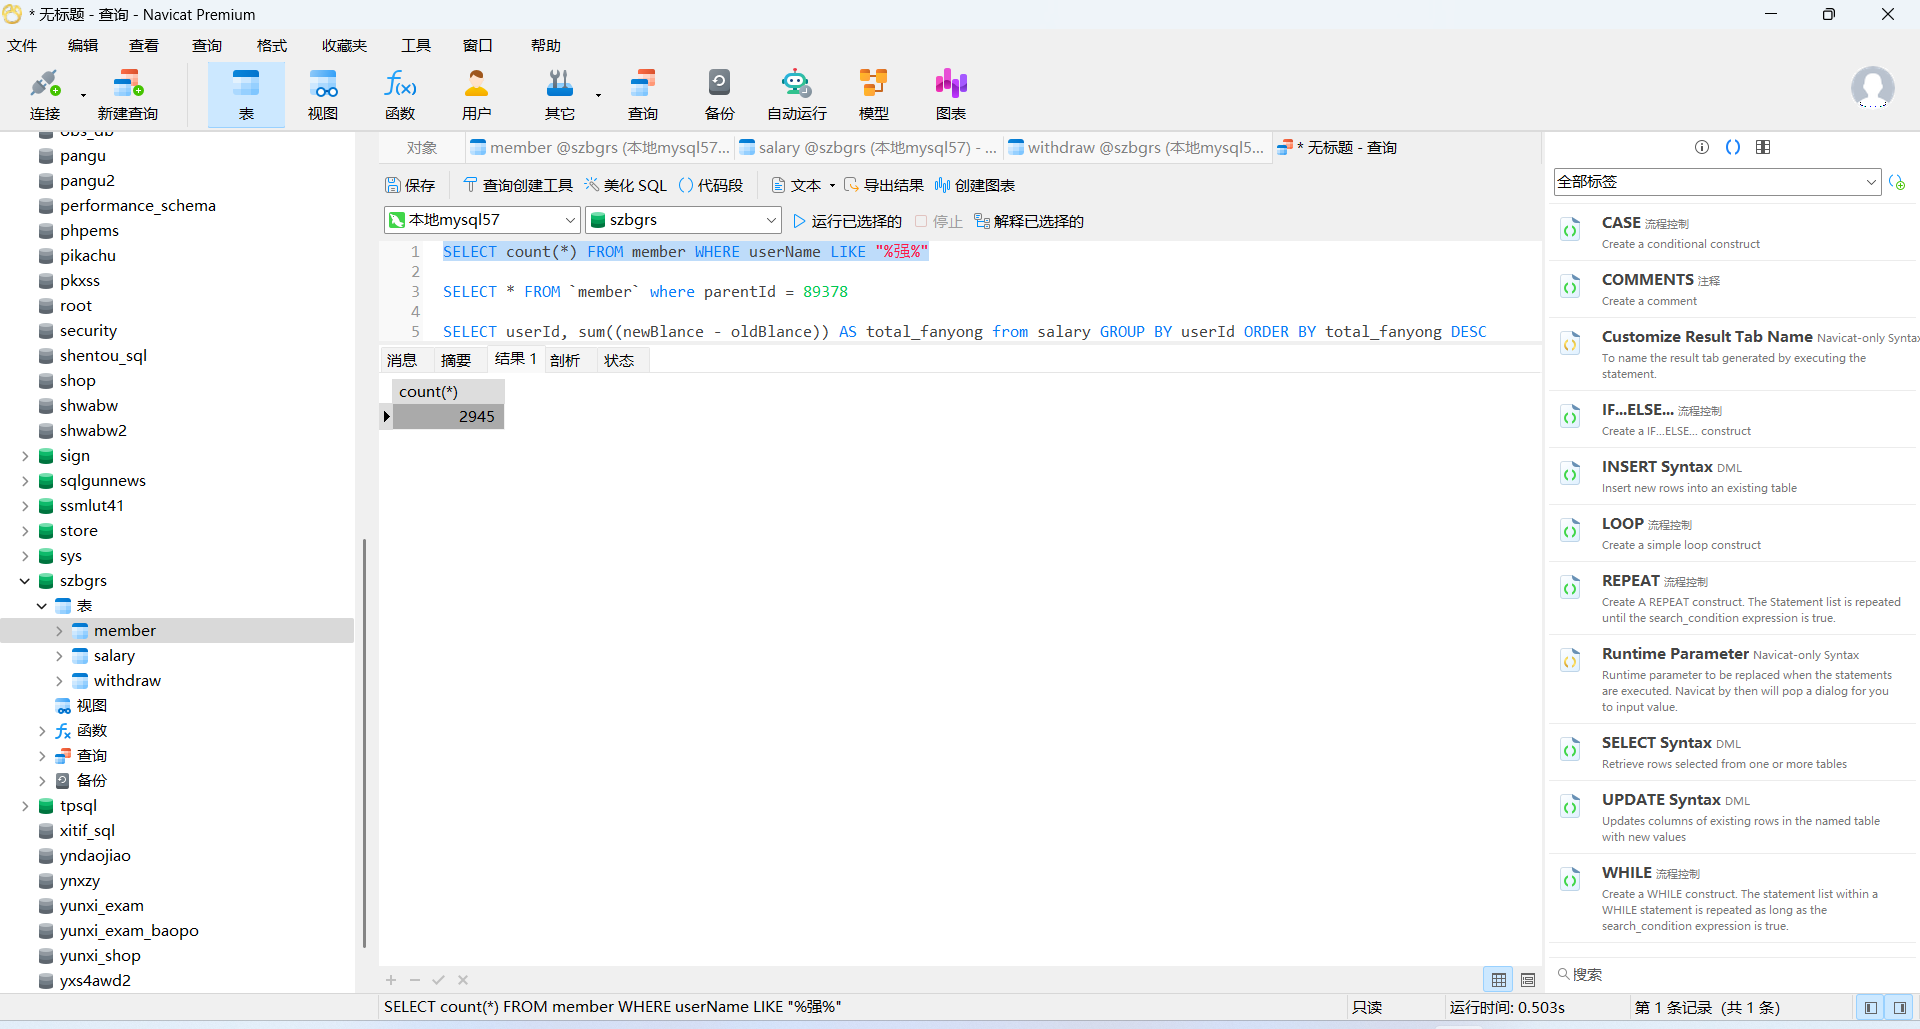 * 无标题 - 查询 - Navicat Premium
文件 编辑 查看 查询 格式 收藏夹 工具 窗口 帮助
连接 新建查询 表 视图 函数 用户 其它 查询 备份 自动运行 模型 图表
pangu
pangu2
performance_schema
phpems
pikachu
pkxss
root
security
shentou_sql
shop
shwabw
shwabw2
sign
sqlgunnews
ssmlut41
store
sys
szbgrs
表
member
salary
withdraw
视图
函数
查询
备份
tpsql
xitif_sql
yndaojiao
ynxzy
yunxi_exam
yunxi_exam_baopo
yunxi_shop
yxs4awd2
对象 member @szbgrs (本地mysql57... salary @szbgrs (本地mysql57) - ... withdraw @szbgrs (本地mysql5... * 无标题 - 查询
保存 查询创建工具 美化 SQL 代码段 文本 导出结果 创建图表
本地mysql57 szbgrs 运行已选择的 停止 解释已选择的
1 SELECT count(*) FROM member WHERE userName LIKE "%强%"
2
3 SELECT * FROM `member` where parentId = 89378
4
5 SELECT userId, sum((newBlance - oldBlance)) AS total_fanyong from salary GROUP BY userId ORDER BY total_fanyong DESC
消息 摘要 结果 1 剖析 状态
count(*)
2945
全部标签
CASE 流程控制
Create a conditional construct
COMMENTS 注释
Create a comment
Customize Result Tab Name Navicat-only Syntax
To name the result tab generated by executing the
statement.
IF...ELSE... 流程控制
Create a IF...ELSE... construct
INSERT Syntax DML
Insert new rows into an existing table
LOOP 流程控制
Create a simple loop construct
REPEAT 流程控制
Create A REPEAT construct. The Statement list is repeated
until the search_condition expression is true.
Runtime Parameter Navicat-only Syntax
Runtime parameter to be replaced when the statements
are executed. Navicat by then will pop a dialog for you
to input value.
SELECT Syntax DML
Retrieve rows selected from one or more tables
UPDATE Syntax DML
Updates columns of existing rows in the named table
with new values
WHILE 流程控制
Create a WHILE construct. The statement list within a
WHILE statement is repeated as long as the
search_condition expression is true.
搜索
SELECT count(*) FROM member WHERE userName LIKE "%强%" 只读 运行时间: 0.503s 第 1 条记录 (共 1 条)